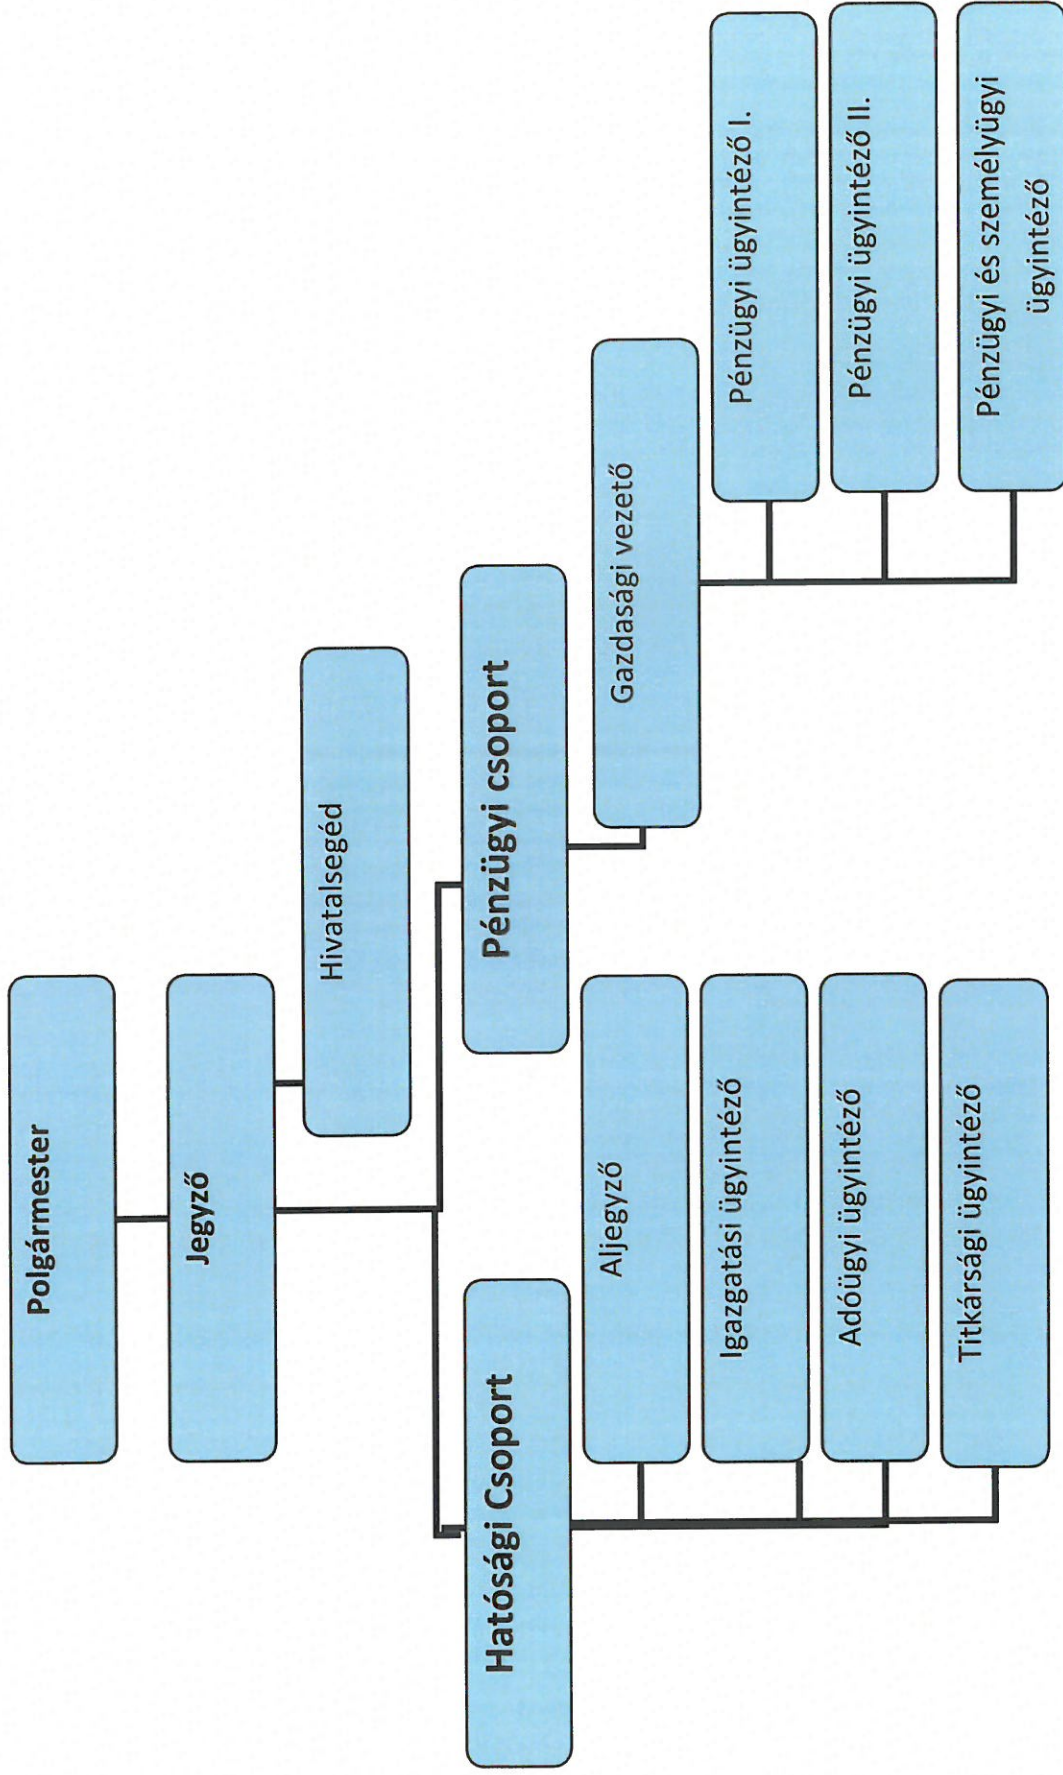 Polgármester
Jegyző
Hivatalsegéd
Hatósági Csoport
Aljegyző
Igazgatási ügyintéző
Adóügyi ügyintéző
Titkársági ügyintéző
Pénzügyi csoport
Gazdasági vezető
Pénzügyi ügyintéző I.
Pénzügyi ügyintéző II.
Pénzügyi és személyügyi
ügyintéző